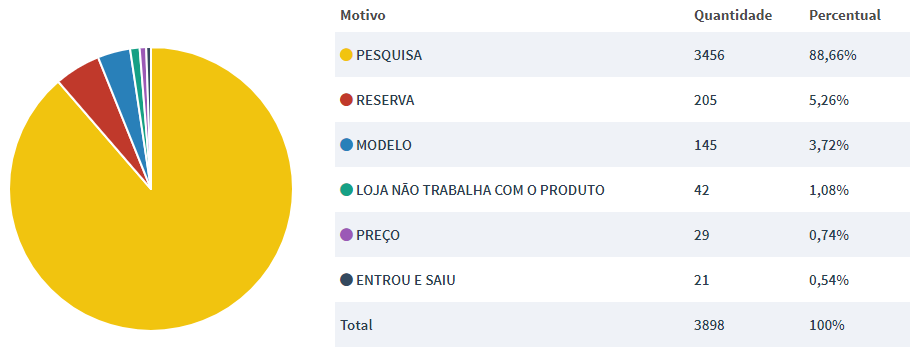 Motivo Quantidade Percentual
PESQUISA 3456 88,66%
RESERVA 205 5,26%
MODELO 145 3,72%
LOJA NÃO TRABALHA COM O PRODUTO 42 1,08%
PREÇO 29 0,74%
ENTROU E SAIU 21 0,54%
Total 3898 100%